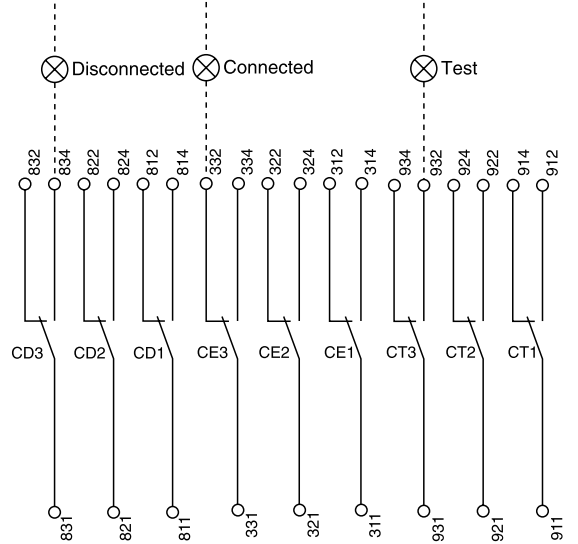 Disconnected Connected Test
832 834 822 824 812 814 332 334 322 324 312 314 934 932 924 922 914 912
CD3 CD2 CD1 CE3 CE2 CE1 CT3 CT2 CT1
831 821 811 331 321 311 931 921 911